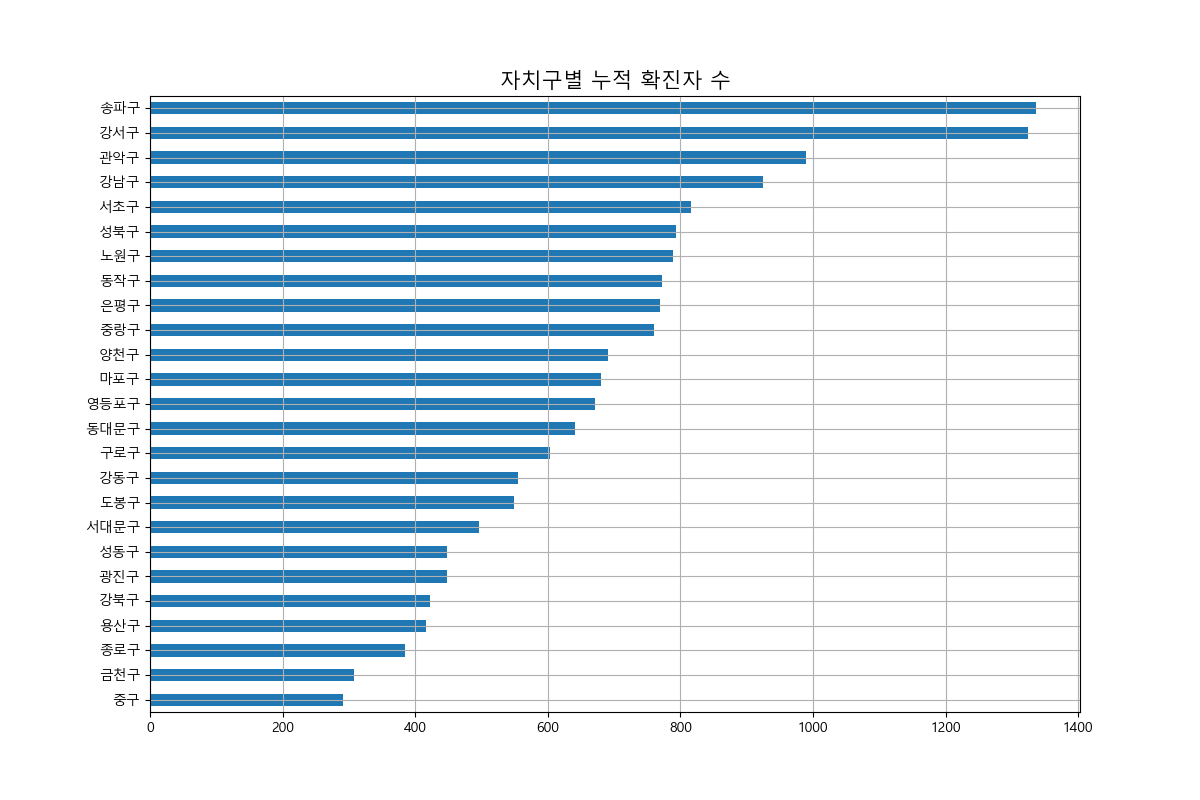 자치구별 누적 확진자 수
송파구
강서구
관악구
강남구
서초구
성북구
노원구
동작구
은평구
중랑구
양천구
마포구
영등포구
동대문구
구로구
강동구
도봉구
서대문구
성동구
광진구
강북구
용산구
종로구
금천구
중구
0 200 400 600 800 1000 1200 1400